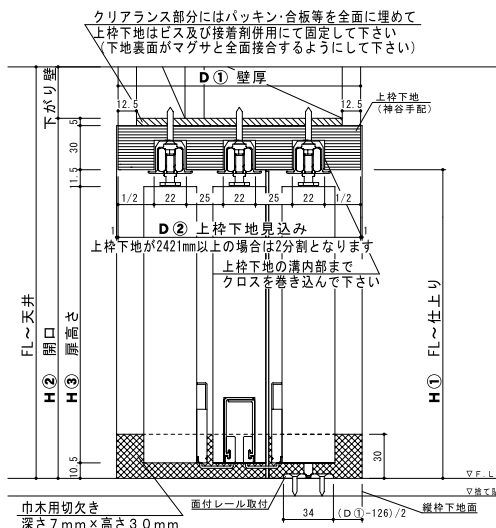 クリアランス部分にはパッキン・合板等を全面に埋めて
上枠下地はビス及び接着剤併用にて固定して下さい
(下地裏面がマグサと全面接合するようにして下さい)
D① 壁厚
12.5
12.5
下がり壁
上枠下地
(神谷手配)
5
30
1.5
1/2
22
25
22
25
22
1/2
1
D② 上枠下地見込み
1
上枠下地が2421mm以上の場合は2分割となります
上枠下地の溝内部まで
クロスを巻き込んで下さい
FL~天井
H② 開口
H③ 扉高さ
H① FL~仕上り
30
10.5
▽F.L
巾木用切欠き
深さ7mm×高さ30mm
面付レール取付
34
(D①-126)/2
縦枠下地面